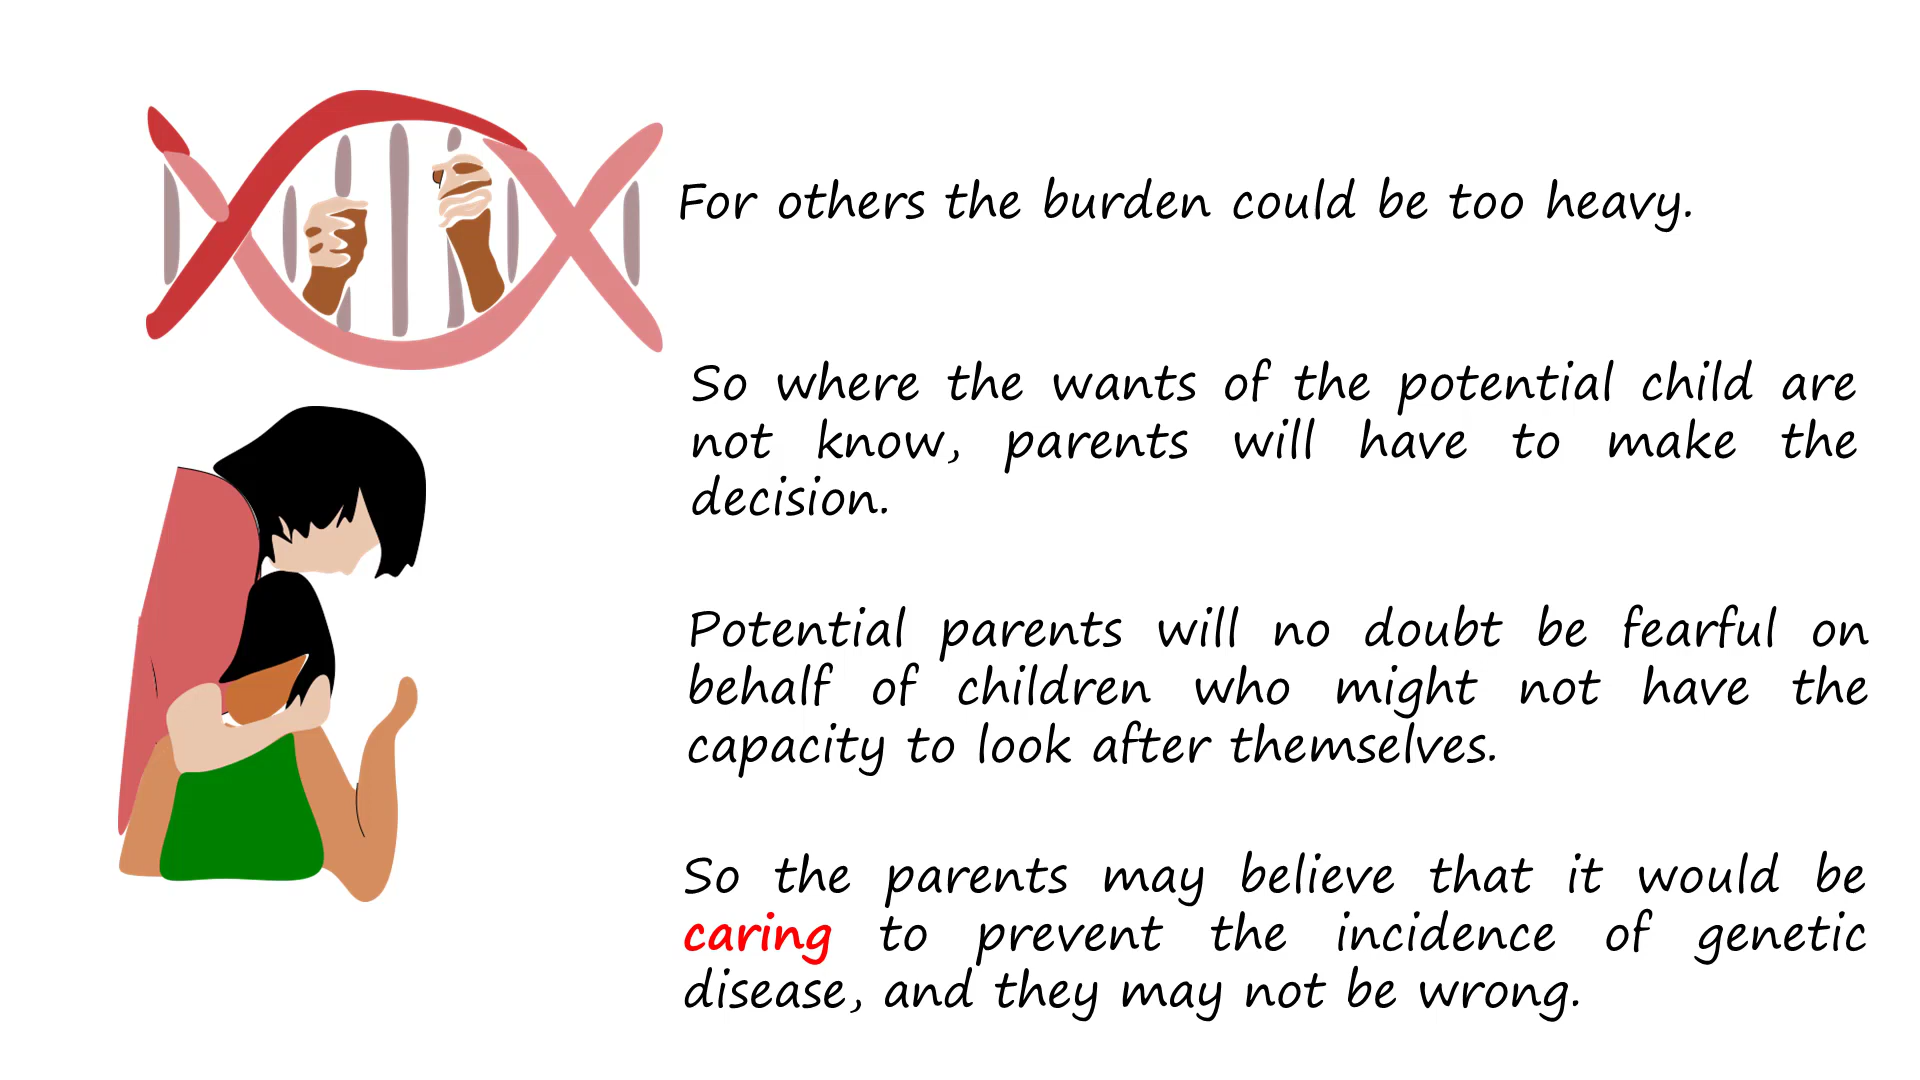 For others the burden could be too heavy.
So where the wants of the potential child are
not know, parents will have to make the
decision.
Potential parents will no doubt be fearful on
behalf of children who might not have the
capacity to look after themselves.
So the parents may believe that it would be
caring to prevent the incidence of genetic
disease, and they may not be wrong.